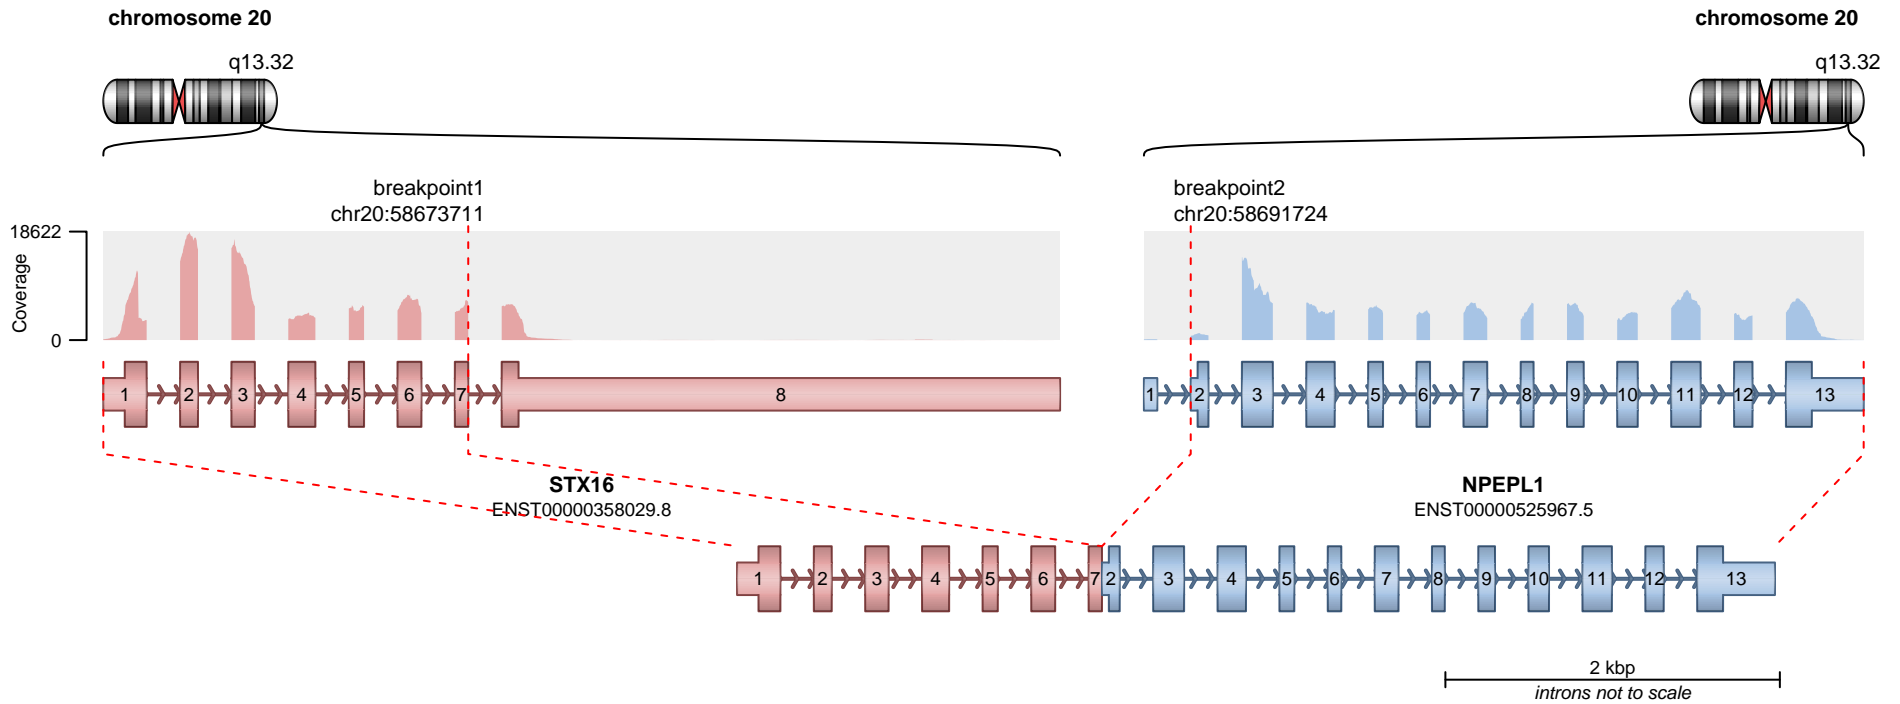 chromosome 20
chromosome 20
q13.32
q13.32
breakpoint1
chr20:58673711
breakpoint2
chr20:58691724
18622
Coverage
0
1 2 3 4 5 6 7 8
1 2 3 4 5 6 7 8 9 10 11 12 13
STX16
ENST00000358029.8
NPEPL1
ENST00000525967.5
1 2 3 4 5 6 7 2 3 4 5 6 7 8 9 10 11 12 13
2 kbp
introns not to scale